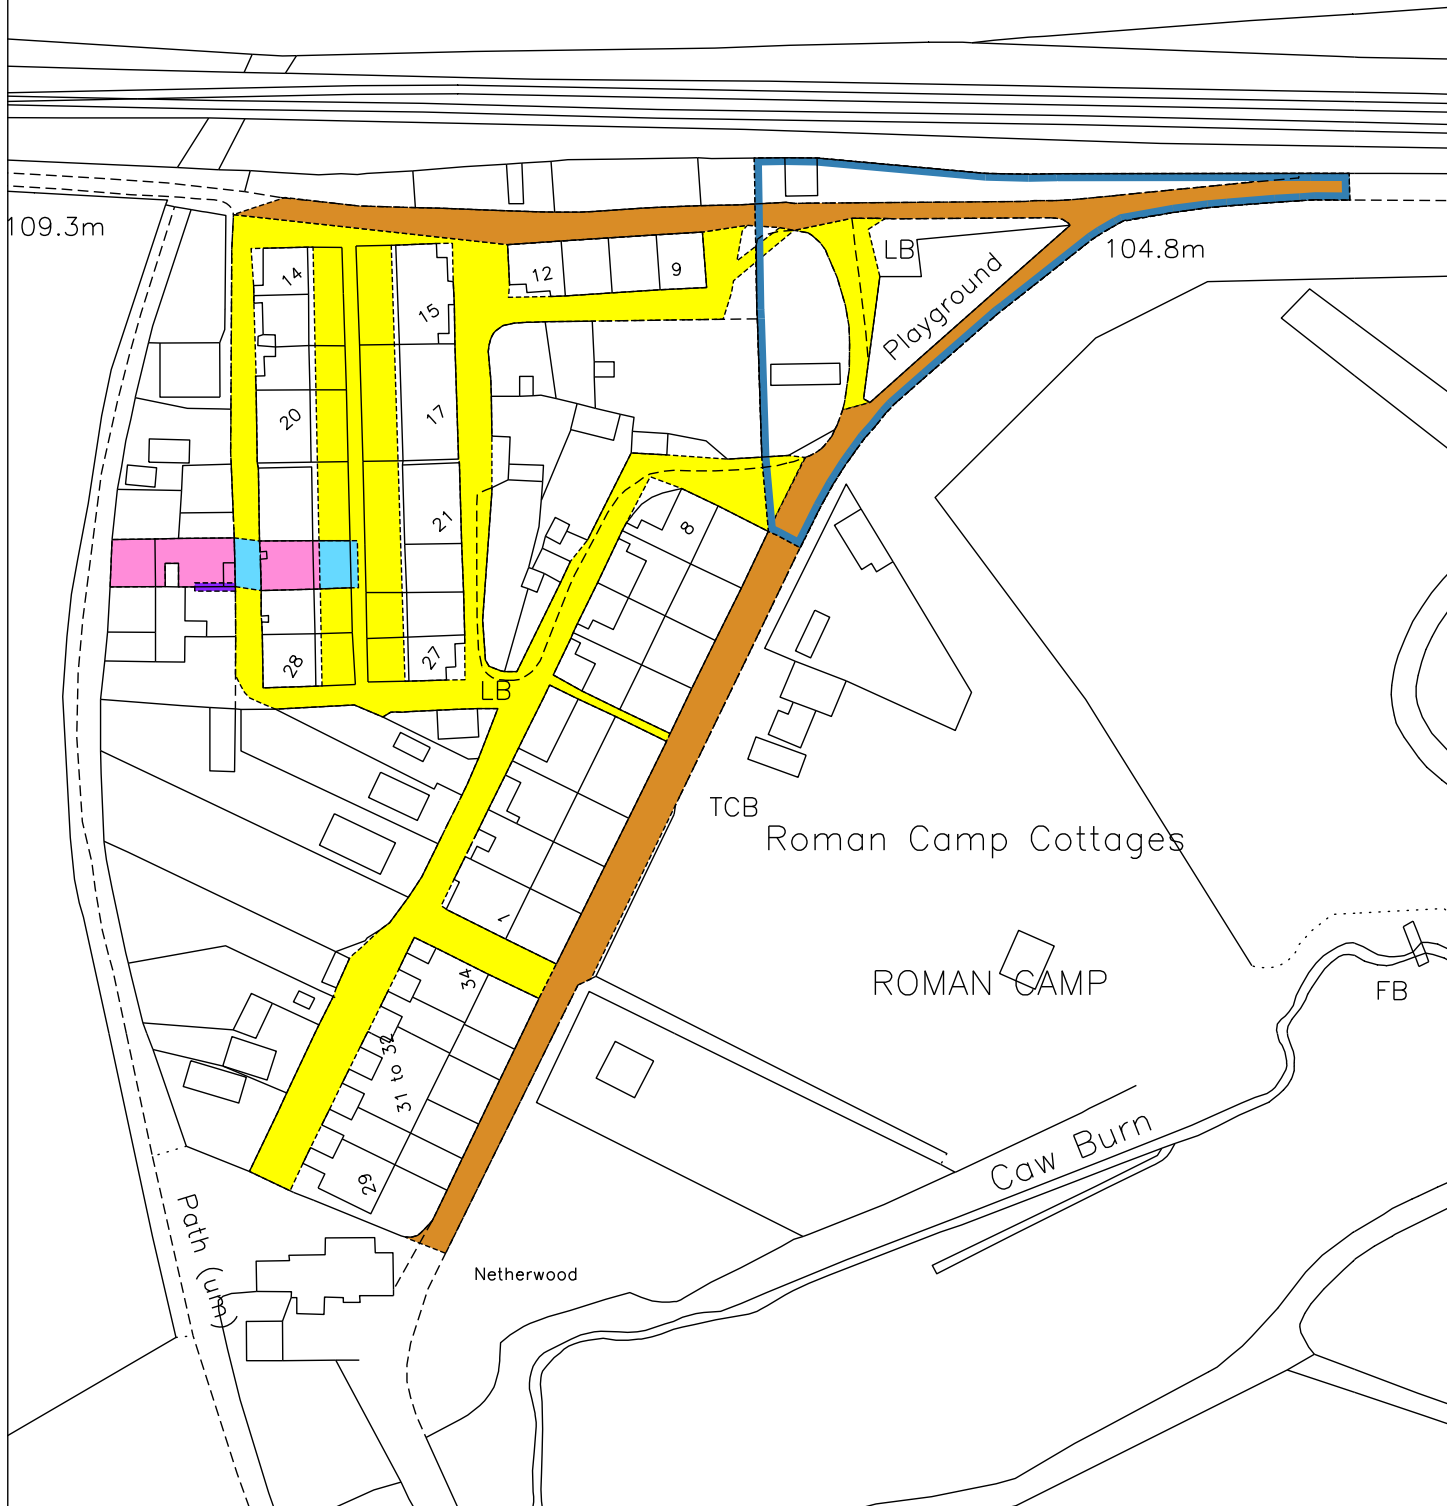 109.3m
14
12
9
LB
104.8m
15
Playground
20
17
21
8
28
27
LB
TCB
Roman Camp Cottages
1
34
ROMAN CAMP
FB
31 to 32
Caw Burn
29
Path (um)
Netherwood